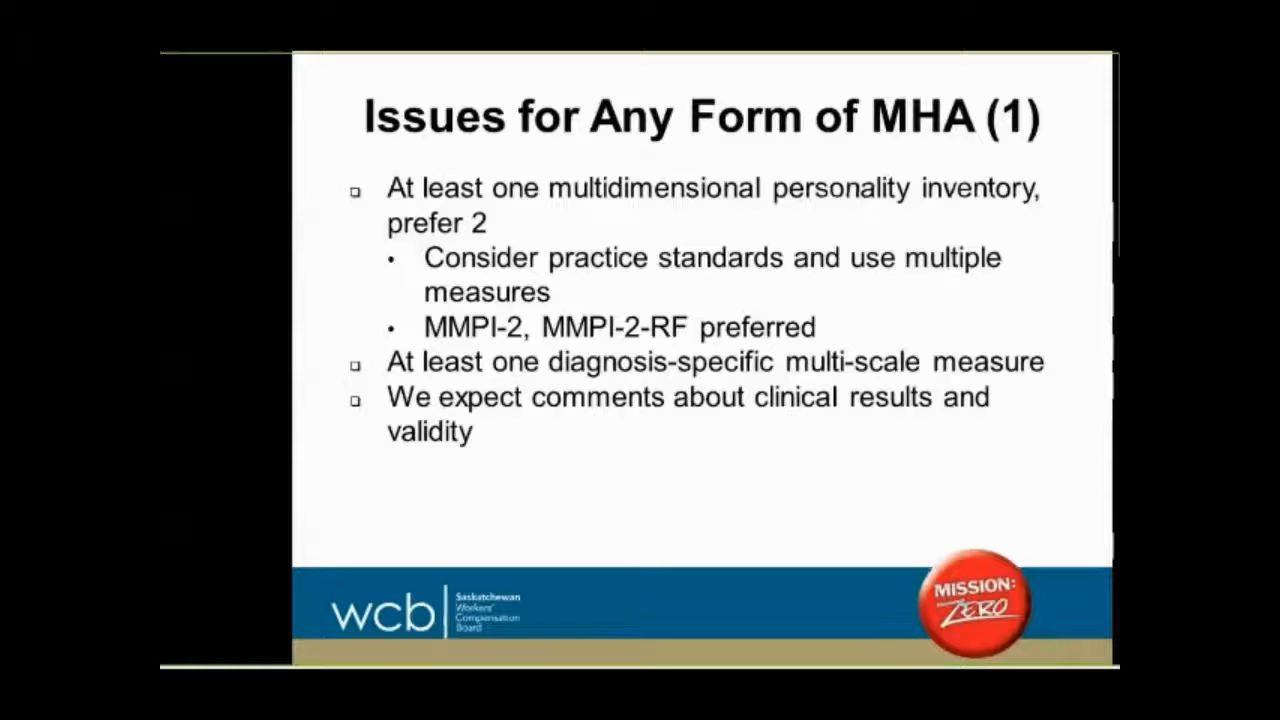 Issues for Any Form of MHA (1)
At least one multidimensional personality inventory,
prefer 2
Consider practice standards and use multiple
measures
MMPI-2, MMPI-2-RF preferred
At least one diagnosis-specific multi-scale measure
We expect comments about clinical results and
validity
wcb
Saskatchewan
Workers'
Compensation
Board
MISSION:
ZERO